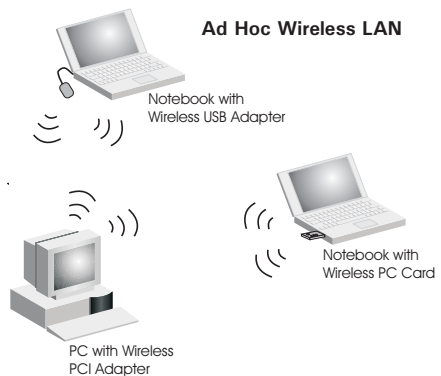 Ad Hoc Wireless LAN
Notebook with
Wireless USB Adapter
Notebook with
Wireless PC Card
PC with Wireless
PCI Adapter